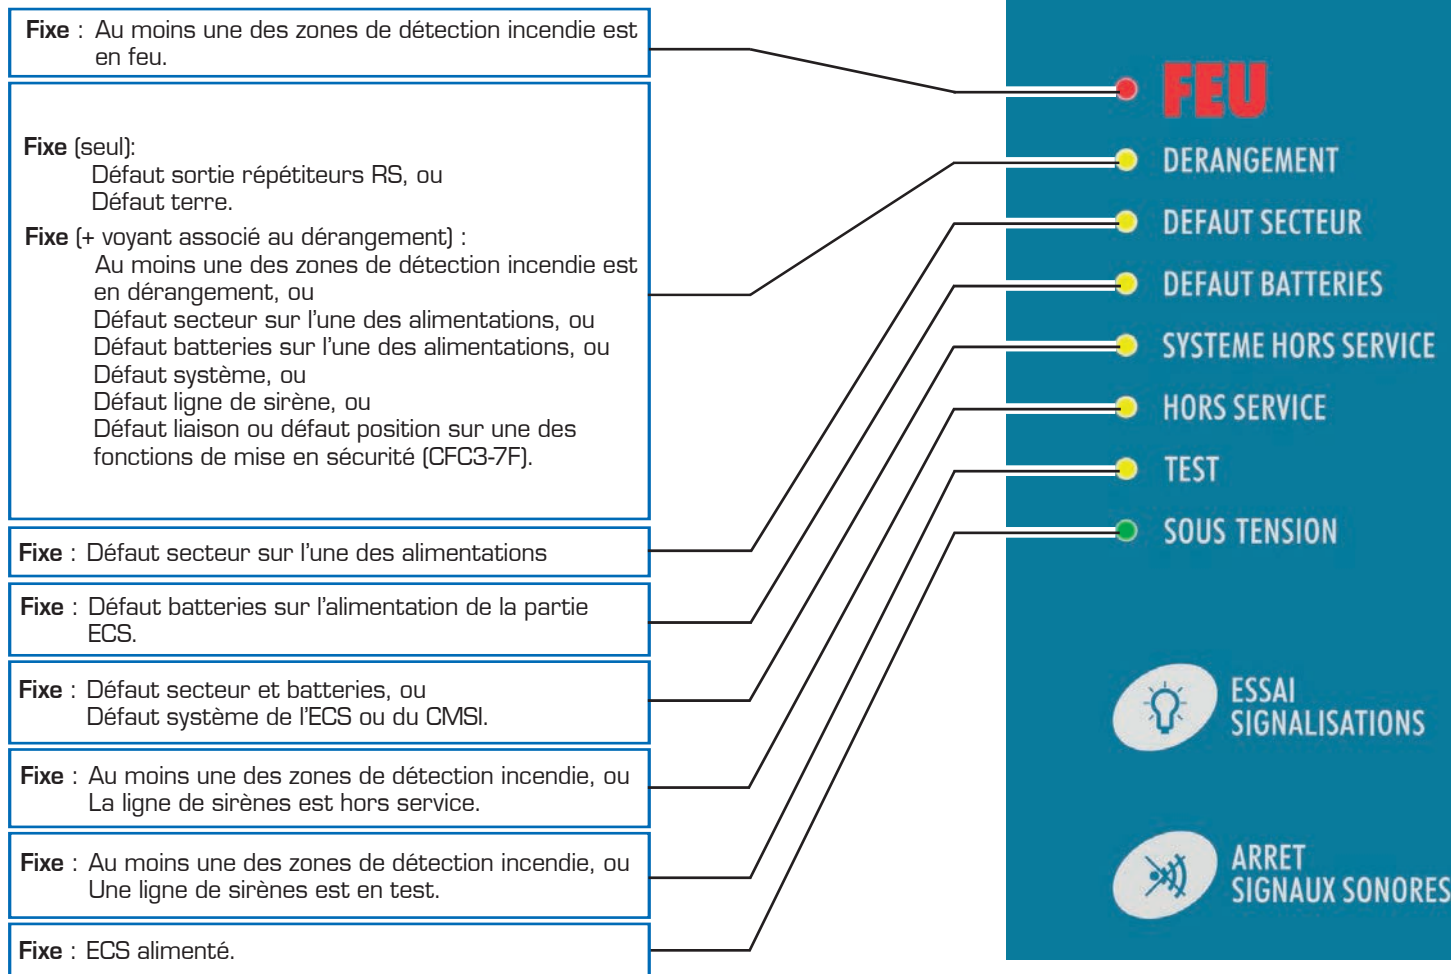 Fixe : Au moins une des zones de détection incendie est
en feu.
Fixe (seul):
Défaut sortie répétiteurs RS, ou
Défaut terre.
Fixe (+ voyant associé au dérangement) :
Au moins une des zones de détection incendie est
en dérangement, ou
Défaut secteur sur l'une des alimentations, ou
Défaut batteries sur l'une des alimentations, ou
Défaut système, ou
Défaut ligne de sirène, ou
Défaut liaison ou défaut position sur une des
fonctions de mise en sécurité (CFC3-7F).
Fixe : Défaut secteur sur l'une des alimentations
Fixe : Défaut batteries sur l'alimentation de la partie
ECS.
Fixe : Défaut secteur et batteries, ou
Défaut système de l'ECS ou du CMSI.
Fixe : Au moins une des zones de détection incendie, ou
La ligne de sirènes est hors service.
Fixe : Au moins une des zones de détection incendie, ou
Une ligne de sirènes est en test.
Fixe : ECS alimenté.
FEU
DERANGEMENT
DEFAUT SECTEUR
DEFAUT BATTERIES
SYSTEME HORS SERVICE
HORS SERVICE
TEST
SOUS TENSION
ESSAI
SIGNALISATIONS
ARRET
SIGNAUX SONORES